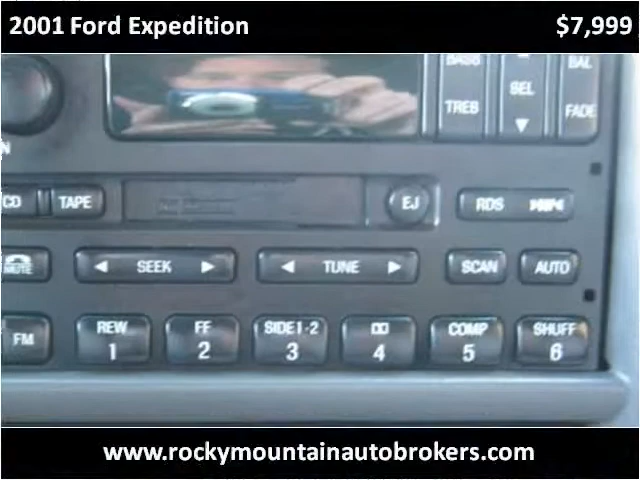 2001 Ford Expedition $7,999
BASS BAL
SEL
TREB FADE
CD TAPE EJ RDS
MUTE SEEK TUNE SCAN AUTO
FM REW FF SIDE 1-2 COMP SHUFF
1 2 3 4 5 6
www.rockymountainautobrokers.com